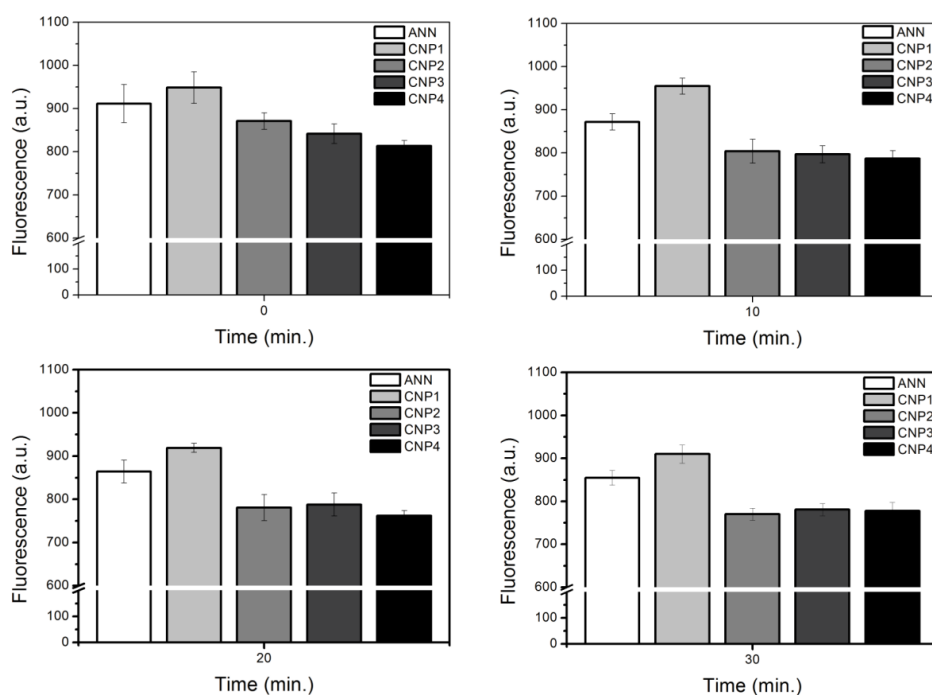 1100
1000
900
800
700
600
100
0
Fluorescence (a.u.)
ANN
CNP1
CNP2
CNP3
CNP4
0
Time (min.)
1100
1000
900
800
700
600
100
0
Fluorescence (a.u.)
ANN
CNP1
CNP2
CNP3
CNP4
10
Time (min.)
1100
1000
900
800
700
600
100
0
Fluorescence (a.u.)
ANN
CNP1
CNP2
CNP3
CNP4
20
Time (min.)
1100
1000
900
800
700
600
100
0
Fluorescence (a.u.)
ANN
CNP1
CNP2
CNP3
CNP4
30
Time (min.)